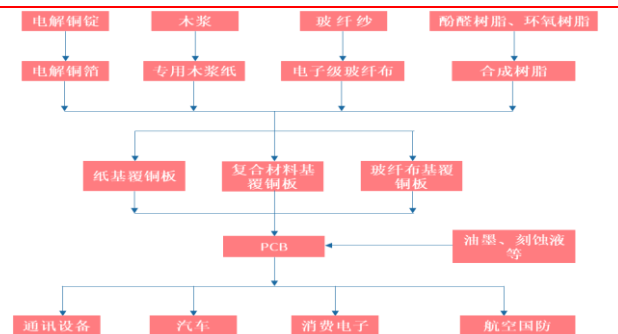 电解铜锭
木浆
玻纤纱
酚醛树脂、环氧树脂
电解铜箔
专用木浆纸
电子级玻纤布
合成树脂
纸基覆铜板
复合材料基
覆铜板
玻纤布基覆
铜板
PCB
油墨、刻蚀液
等
通讯设备
汽车
消费电子
航空国防